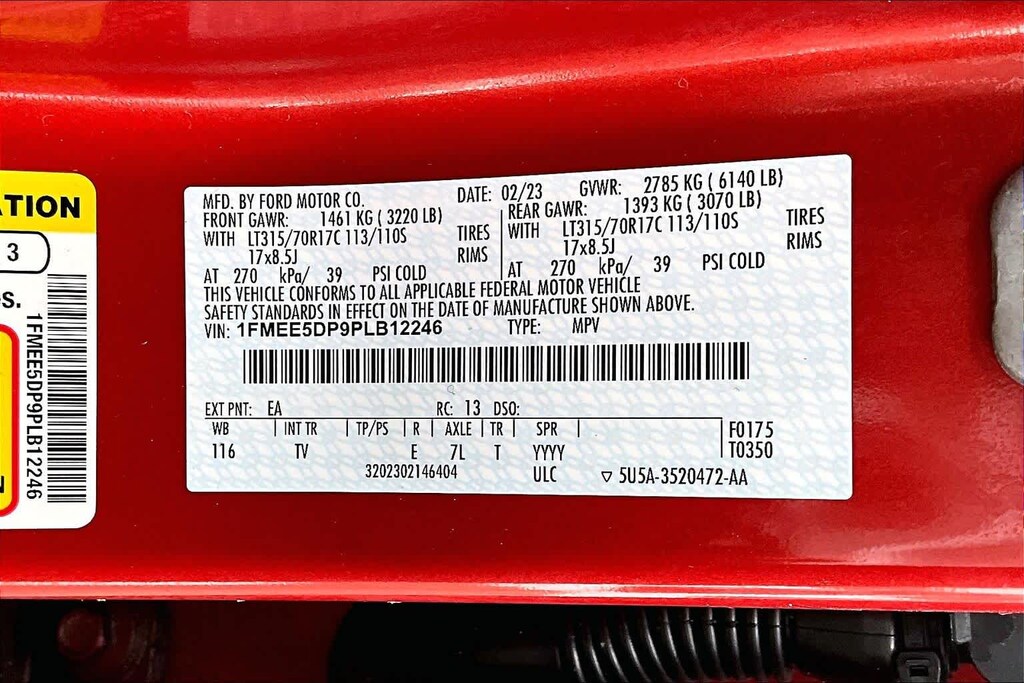 TION
3
S.
1FMEE5DP9PLB12246
MFD. BY FORD MOTOR CO. DATE: 02/23 GVWR: 2785 KG ( 6140 LB)
FRONT GAWR: 1461 KG ( 3220 LB) REAR GAWR: 1393 KG ( 3070 LB)
WITH LT315/70R17C 113/110S TIRES WITH LT315/70R17C 113/110S TIRES
17x8.5J RIMS 17x8.5J RIMS
AT 270 kPa/ 39 PSI COLD AT 270 kPa/ 39 PSI COLD
THIS VEHICLE CONFORMS TO ALL APPLICABLE FEDERAL MOTOR VEHICLE
SAFETY STANDARDS IN EFFECT ON THE DATE OF MANUFACTURE SHOWN ABOVE.
VIN: 1FMEE5DP9PLB12246 TYPE: MPV
EXT PNT: EA RC: 13 DSO:
WB | INT TR | TP/PS | R | AXLE | TR | SPR | F0175
116 TV E 7L T YYYY T0350
3202302146404 ULC ▽ 5U5A-3520472-AA